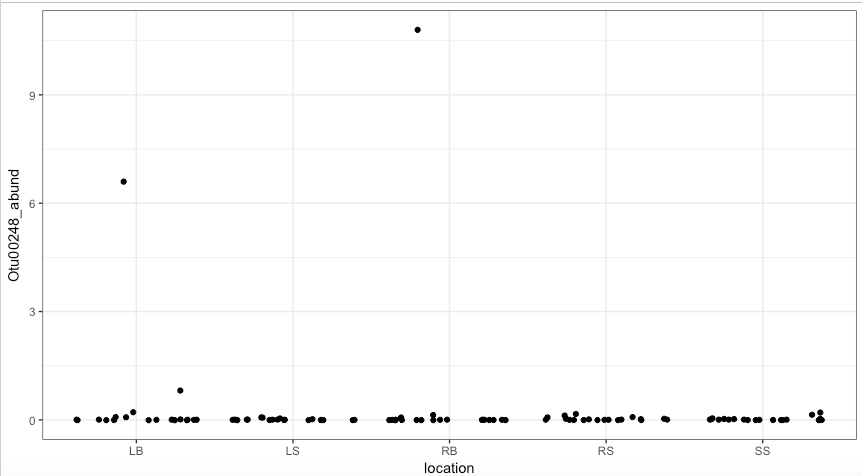 Otu00248_abund
9
6
3
0
LB LS RB RS SS
location